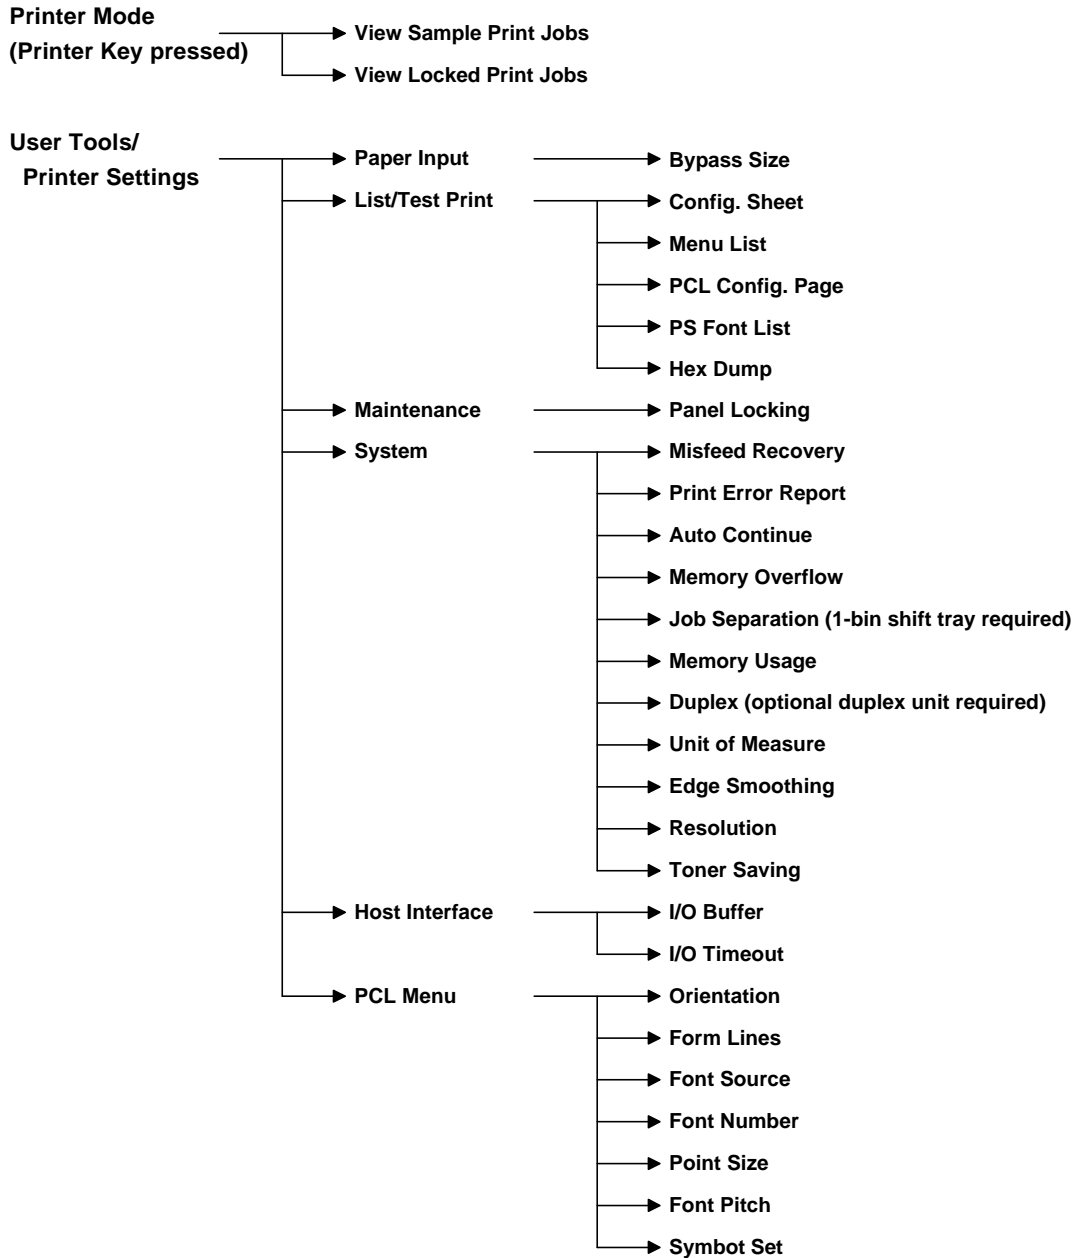 Printer Mode
(Printer Key pressed)
View Sample Print Jobs
View Locked Print Jobs
User Tools/
Printer Settings
Paper Input
Bypass Size
List/Test Print
Config. Sheet
Menu List
PCL Config. Page
PS Font List
Hex Dump
Maintenance
Panel Locking
System
Misfeed Recovery
Print Error Report
Auto Continue
Memory Overflow
Job Separation (1-bin shift tray required)
Memory Usage
Duplex (optional duplex unit required)
Unit of Measure
Edge Smoothing
Resolution
Toner Saving
Host Interface
I/O Buffer
I/O Timeout
PCL Menu
Orientation
Form Lines
Font Source
Font Number
Point Size
Font Pitch
Symbot Set